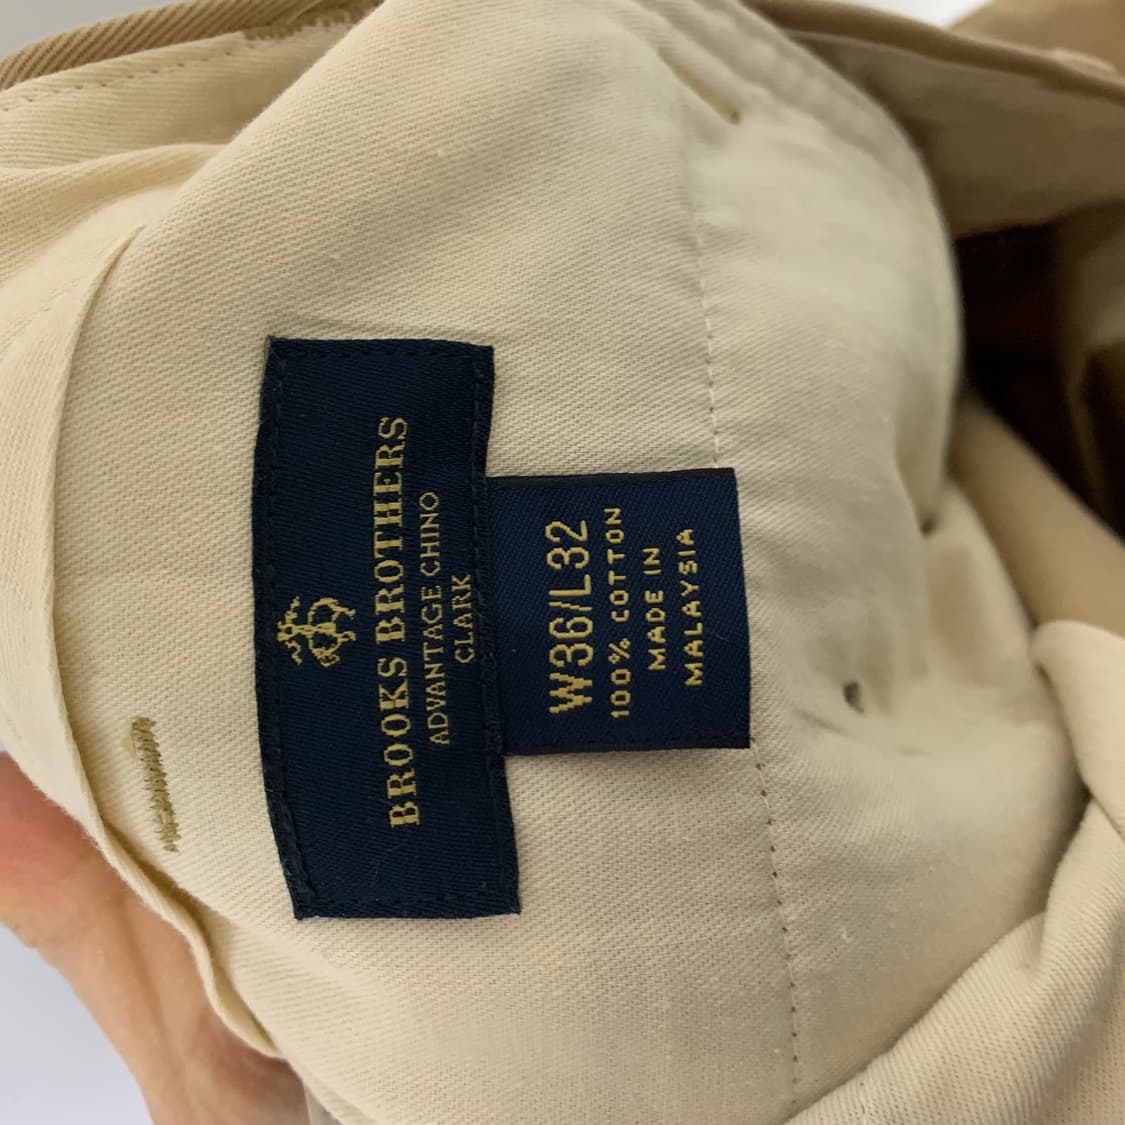 BROOKS BROTHERS
ADVANTAGE CHINO
CLARK
W36/L32
100% COTTON
MADE IN
MALAYSIA